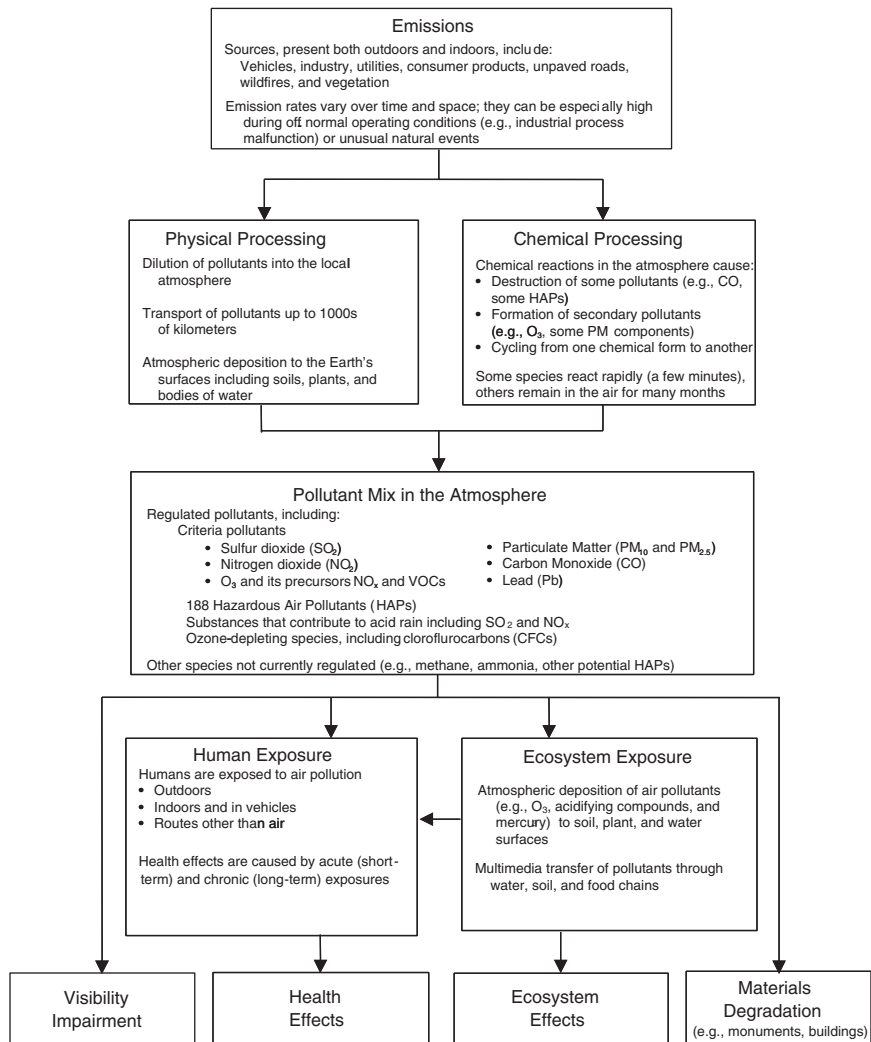 Emissions
Sources, present both outdoors and indoors, include:
Vehicles, industry, utilities, consumer products, unpaved roads,
wildfires, and vegetation
Emission rates vary over time and space; they can be especially high
during off. normal operating conditions (e.g., industrial process
malfunction) or unusual natural events
Physical Processing
Dilution of pollutants into the local
atmosphere
Transport of pollutants up to 1000s
of kilometers
Atmospheric deposition to the Earth's
surfaces including soils, plants, and
bodies of water
Chemical Processing
Chemical reactions in the atmosphere cause:
• Destruction of some pollutants (e.g., CO,
some HAPs)
• Formation of secondary pollutants
(e.g., O₃, some PM components)
• Cycling from one chemical form to another
Some species react rapidly (a few minutes),
others remain in the air for many months
Pollutant Mix in the Atmosphere
Regulated pollutants, including:
Criteria pollutants
• Sulfur dioxide (SO₂)
• Nitrogen dioxide (NO₂)
• O₃ and its precursors NOₓ and VOCs
• Particulate Matter (PM₁₀ and PM₂.₅)
• Carbon Monoxide (CO)
• Lead (Pb)
188 Hazardous Air Pollutants (HAPs)
Substances that contribute to acid rain including SO₂ and NOₓ
Ozone-depleting species, including cloroflurocarbons (CFCs)
Other species not currently regulated (e.g., methane, ammonia, other potential HAPs)
Human Exposure
Humans are exposed to air pollution
• Outdoors
• Indoors and in vehicles
• Routes other than air
Health effects are caused by acute (short-
term) and chronic (long-term) exposures
Ecosystem Exposure
Atmospheric deposition of air pollutants
(e.g., O₃, acidifying compounds, and
mercury) to soil, plant, and water
surfaces
Multimedia transfer of pollutants through
water, soil, and food chains
Visibility
Impairment
Health
Effects
Ecosystem
Effects
Materials
Degradation
(e.g., monuments, buildings)